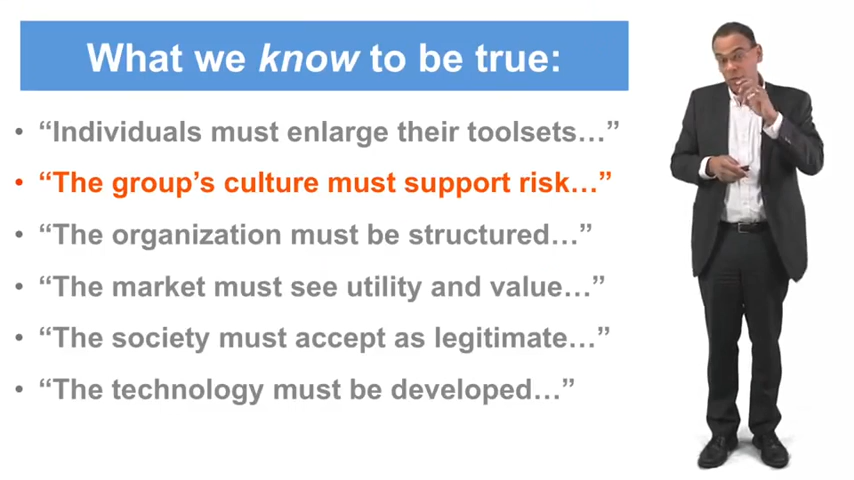 What we know to be true:
• “Individuals must enlarge their toolsets…”
• “The group’s culture must support risk…”
• “The organization must be structured…”
• “The market must see utility and value…”
• “The society must accept as legitimate…”
• “The technology must be developed…”